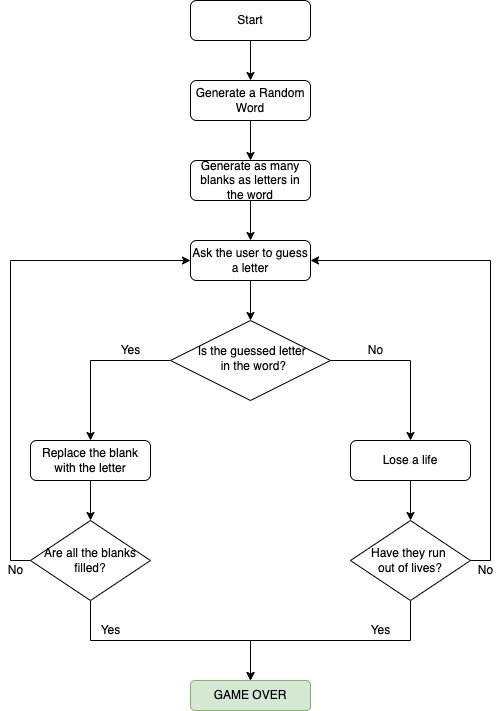 Start
Generate a Random
Word
Generate as many
blanks as letters in
the word
Ask the user to guess
a letter
Is the guessed letter
in the word?
Yes
No
Replace the blank
with the letter
Lose a life
Are all the blanks
filled?
Have they run
out of lives?
No
No
Yes
Yes
GAME OVER